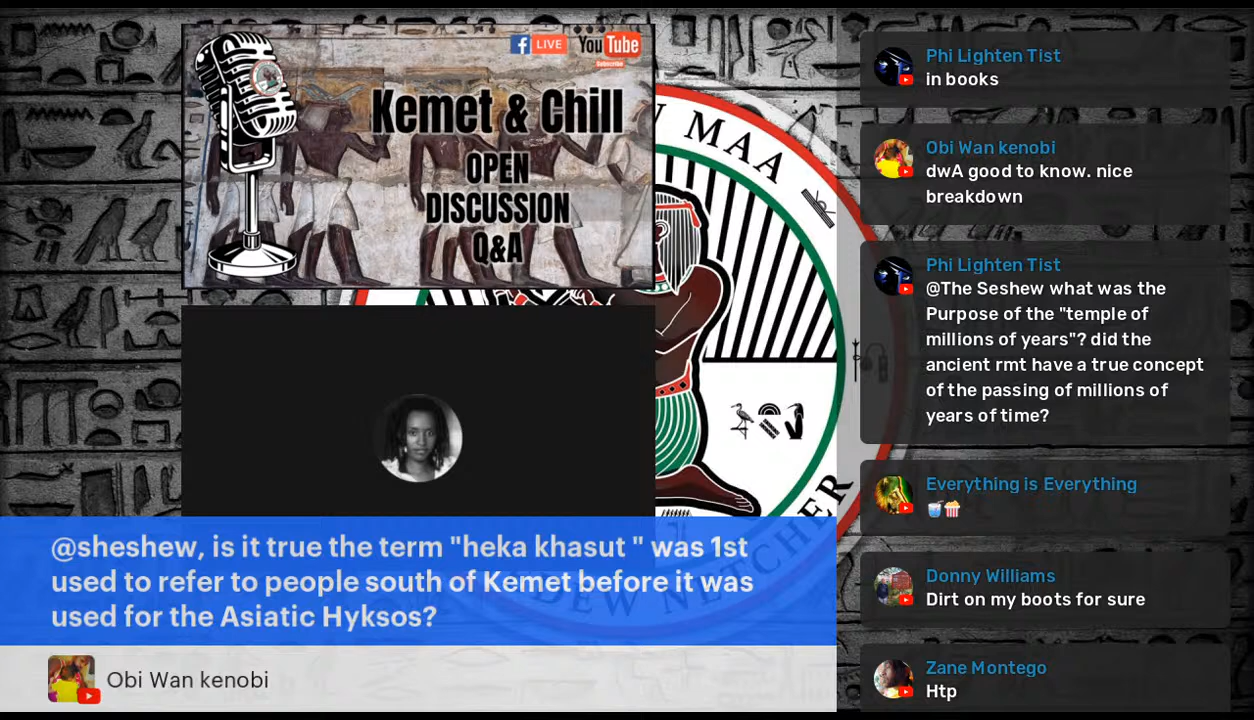 LIVE YouTube
Subscribe
Kemet & Chill
OPEN
DISCUSSION
Q&A
MAA
@sheshew, is it true the term "heka khasut " was 1st
used to refer to people south of Kemet before it was
used for the Asiatic Hyksos?
Obi Wan kenobi
Phi Lighten Tist
in books
Obi Wan kenobi
dwA good to know. nice
breakdown
Phi Lighten Tist
@The Seshew what was the
Purpose of the "temple of
millions of years"? did the
ancient rmt have a true concept
of the passing of millions of
years of time?
Everything is Everything
🥤🍿
Donny Williams
Dirt on my boots for sure
Zane Montego
Htp